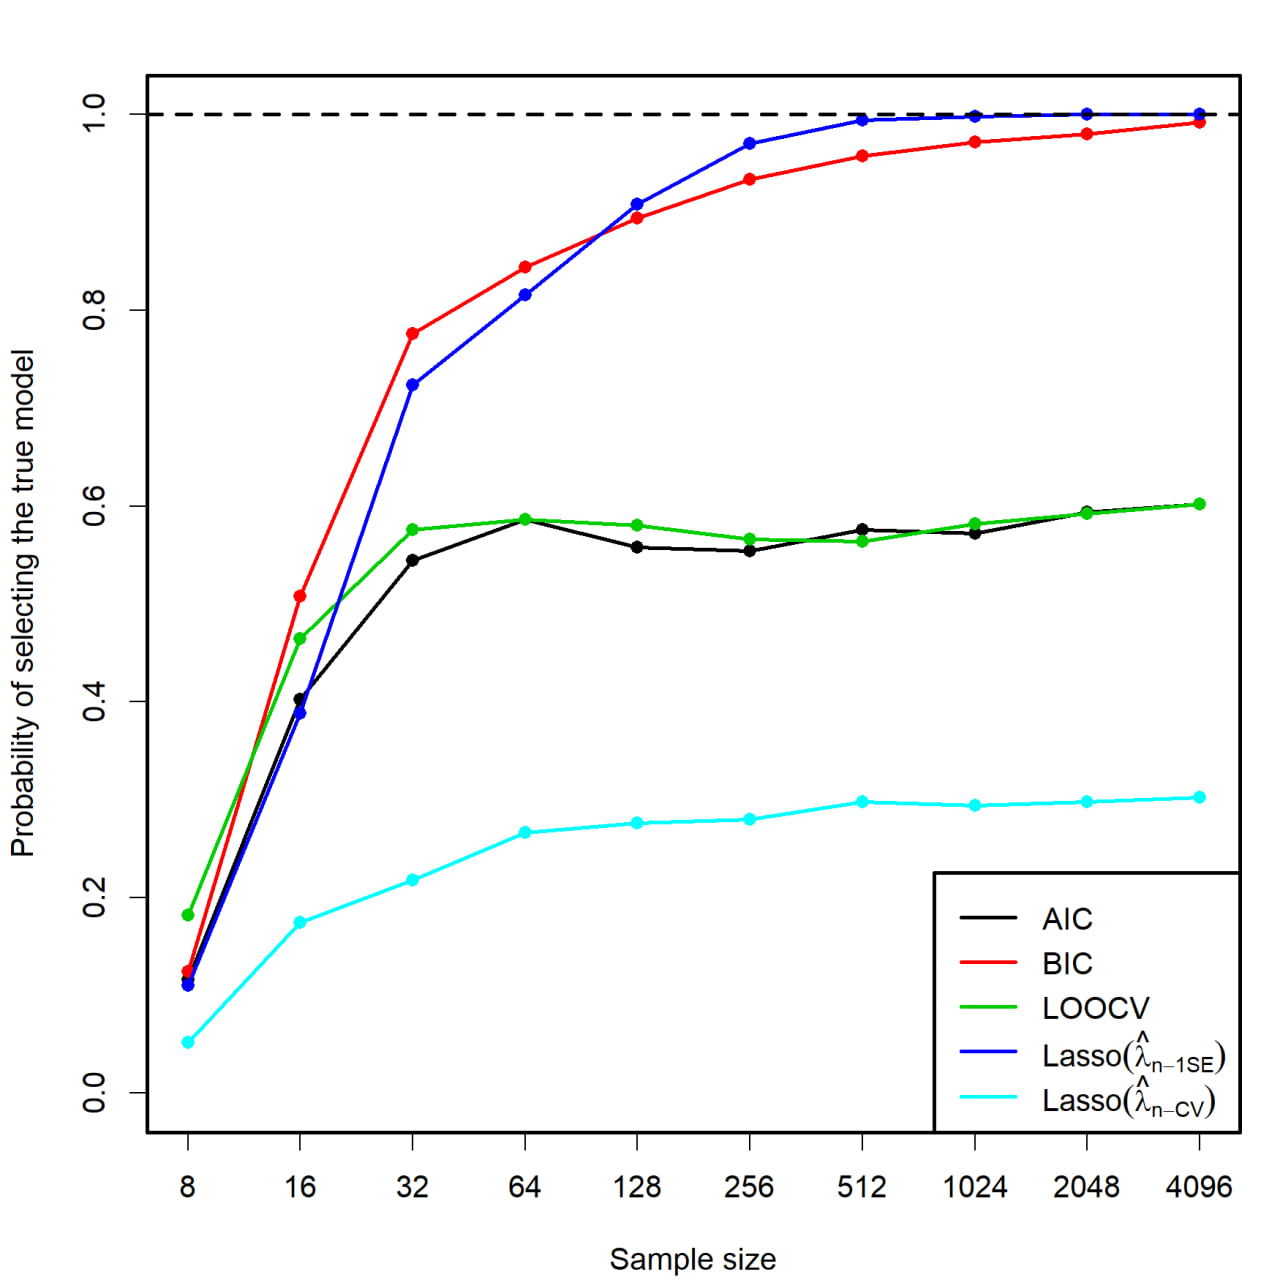 Probability of selecting the true model
1.0
0.8
0.6
0.4
0.2
0.0
AIC
BIC
LOOCV
Lasso(λ̂n−1SE)
Lasso(λ̂n−CV)
8 16 32 64 128 256 512 1024 2048 4096
Sample size